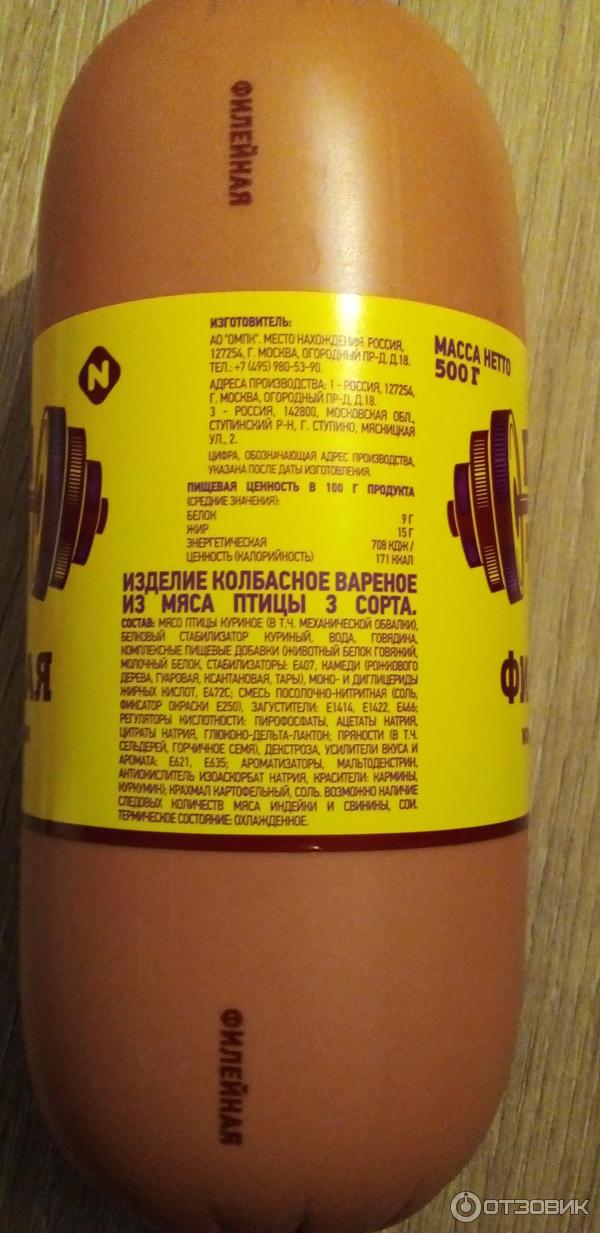 ФИЛЕЙНАЯ
N
ИЗГОТОВИТЕЛЬ:
АО "ОМПК". МЕСТО НАХОЖДЕНИЯ: РОССИЯ,
127254, Г. МОСКВА, ОГОРОДНЫЙ ПР-Д, Д.18.
ТЕЛ.: +7 (495) 980-53-90.
АДРЕСА ПРОИЗВОДСТВА: 1 - РОССИЯ, 127254,
Г. МОСКВА, ОГОРОДНЫЙ ПР-Д, Д.18.
3 - РОССИЯ, 142800, МОСКОВСКАЯ ОБЛ.,
СТУПИНСКИЙ Р-Н, Г. СТУПИНО, МЯСНИЦКАЯ
УЛ., 2.
ЦИФРА, ОБОЗНАЧАЮЩАЯ АДРЕС ПРОИЗВОДСТВА,
УКАЗАНА ПОСЛЕ ДАТЫ ИЗГОТОВЛЕНИЯ.
МАССА НЕТТО
500 Г
ПИЩЕВАЯ ЦЕННОСТЬ В 100 Г ПРОДУКТА
(СРЕДНИЕ ЗНАЧЕНИЯ):
БЕЛОК 9 Г
ЖИР 15 Г
ЭНЕРГЕТИЧЕСКАЯ 708 КДЖ /
ЦЕННОСТЬ (КАЛОРИЙНОСТЬ) 171 ККАЛ
ИЗДЕЛИЕ КОЛБАСНОЕ ВАРЕНОЕ
ИЗ МЯСА ПТИЦЫ 3 СОРТА.
СОСТАВ: МЯСО ПТИЦЫ КУРИНОЕ (В Т.Ч. МЕХАНИЧЕСКОЙ ОБВАЛКИ),
БЕЛКОВЫЙ СТАБИЛИЗАТОР КУРИНЫЙ, ВОДА, ГОВЯДИНА,
КОМПЛЕКСНЫЕ ПИЩЕВЫЕ ДОБАВКИ (ЖИВОТНЫЙ БЕЛОК ГОВЯЖИЙ,
МОЛОЧНЫЙ БЕЛОК, СТАБИЛИЗАТОРЫ: Е407, КАМЕДИ (РОЖКОВОГО
ДЕРЕВА, ГУАРОВАЯ, КСАНТАНОВАЯ, ТАРЫ), МОНО- И ДИГЛИЦЕРИДЫ
ЖИРНЫХ КИСЛОТ, Е472С; СМЕСЬ ПОСОЛОЧНО-НИТРИТНАЯ (СОЛЬ,
ФИКСАТОР ОКРАСКИ Е250), ЗАГУСТИТЕЛИ: Е1414, Е1422, Е466;
РЕГУЛЯТОРЫ КИСЛОТНОСТИ: ПИРОФОСФАТЫ, АЦЕТАТЫ НАТРИЯ,
ЦИТРАТЫ НАТРИЯ, ГЛЮКОНО-ДЕЛЬТА-ЛАКТОН; ПРЯНОСТИ (В Т.Ч.
СЕЛЬДЕРЕЙ, ГОРЧИЧНОЕ СЕМЯ), ДЕКСТРОЗА, УСИЛИТЕЛИ ВКУСА И
АРОМАТА: Е621, Е635; АРОМАТИЗАТОРЫ, МАЛЬТОДЕКСТРИН,
АНТИОКИСЛИТЕЛЬ ИЗОАСКОРБАТ НАТРИЯ, КРАСИТЕЛИ: КАРМИНЫ,
КУРКУМИН); КРАХМАЛ КАРТОФЕЛЬНЫЙ, СОЛЬ. ВОЗМОЖНО НАЛИЧИЕ
СЛЕДОВЫХ КОЛИЧЕСТВ МЯСА ИНДЕЙКИ И СВИНИНЫ, СОИ.
ТЕРМИЧЕСКОЕ СОСТОЯНИЕ: ОХЛАЖДЕННОЕ.
АЯ
ФИ
ФИЛЕЙНАЯ
ОТЗОВИК